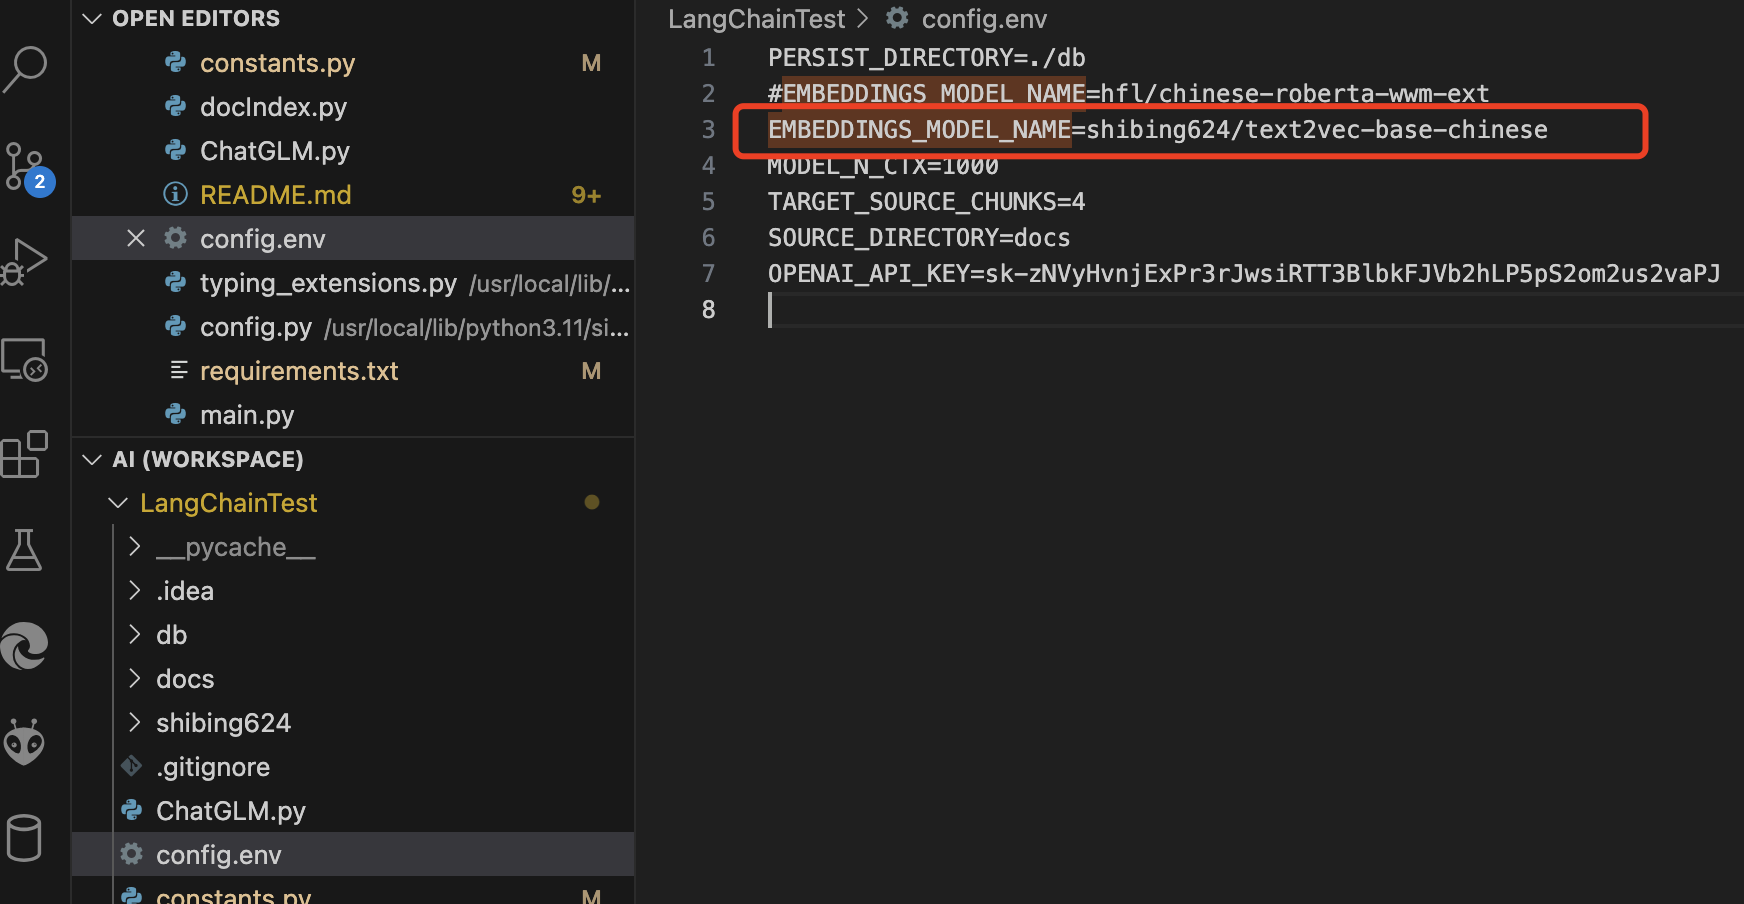 OPEN EDITORS
constants.py M
docIndex.py
ChatGLM.py
README.md 9+
config.env
typing_extensions.py /usr/local/lib/...
config.py /usr/local/lib/python3.11/si...
requirements.txt M
main.py
AI (WORKSPACE)
LangChainTest
__pycache__
.idea
db
docs
shibing624
.gitignore
ChatGLM.py
config.env
constants.py M
2
LangChainTest > config.env
1 PERSIST_DIRECTORY=./db
2 #EMBEDDINGS_MODEL_NAME=hfl/chinese-roberta-wwm-ext
3 EMBEDDINGS_MODEL_NAME=shibing624/text2vec-base-chinese
4 MODEL_N_CTX=1000
5 TARGET_SOURCE_CHUNKS=4
6 SOURCE_DIRECTORY=docs
7 OPENAI_API_KEY=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
8